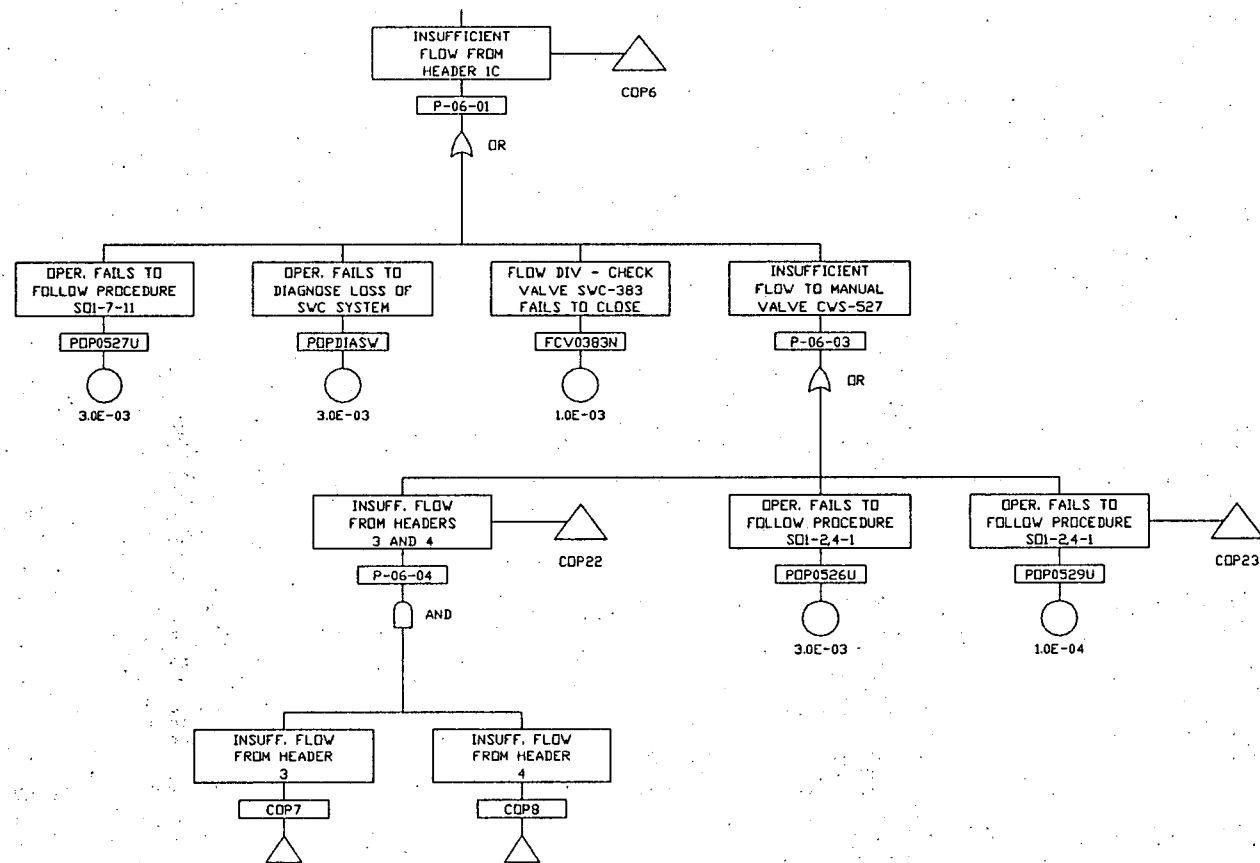 INSUFFICIENT
FLOW FROM
HEADER 1C
COP6
P-06-01
OR
OPER. FAILS TO
FOLLOW PROCEDURE
SO1-7-11
OPER. FAILS TO
DIAGNOSE LOSS OF
SWC SYSTEM
FLOW DIV - CHECK
VALVE SWC-383
FAILS TO CLOSE
INSUFFICIENT
FLOW TO MANUAL
VALVE CWS-527
POP0527U
POPDIASW
FCV0383N
P-06-03
OR
3.0E-03
3.0E-03
1.0E-03
INSUFF. FLOW
FROM HEADERS
3 AND 4
COP22
OPER. FAILS TO
FOLLOW PROCEDURE
SO1-2.4-1
OPER. FAILS TO
FOLLOW PROCEDURE
SO1-2.4-1
COP23
P-06-04
POP0526U
POP0529U
AND
3.0E-03
1.0E-04
INSUFF. FLOW
FROM HEADER
3
INSUFF. FLOW
FROM HEADER
4
COP7
COP8